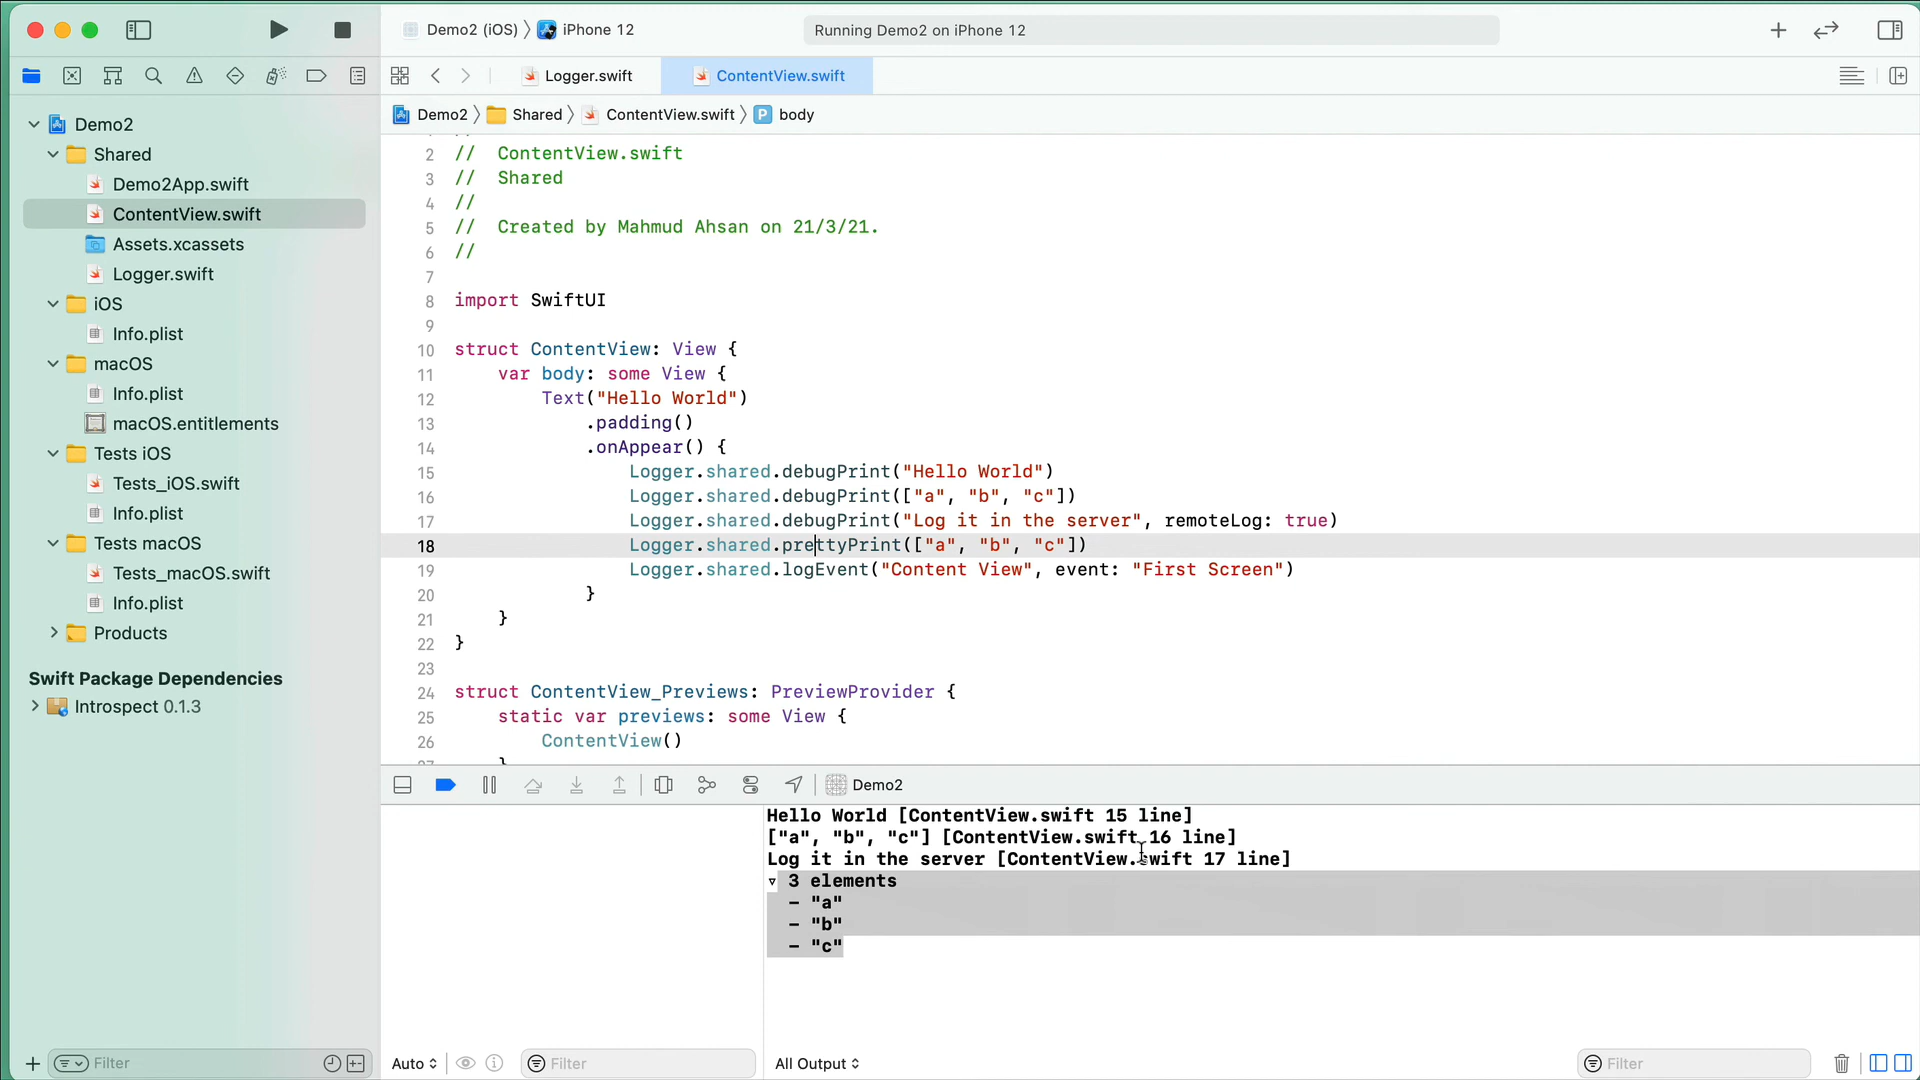 Demo2 (iOS) 〉 iPhone 12
Running Demo2 on iPhone 12
Logger.swift
ContentView.swift
Demo2 〉 Shared 〉 ContentView.swift 〉 P body
Demo2
Shared
Demo2App.swift
ContentView.swift
Assets.xcassets
Logger.swift
iOS
Info.plist
macOS
Info.plist
macOS.entitlements
Tests iOS
Tests_iOS.swift
Info.plist
Tests macOS
Tests_macOS.swift
Info.plist
Products
Swift Package Dependencies
Introspect 0.1.3
Filter
2 //  ContentView.swift
3 //  Shared
4 //
5 //  Created by Mahmud Ahsan on 21/3/21.
6 //
7
8 import SwiftUI
9
10 struct ContentView: View {
11     var body: some View {
12         Text("Hello World")
13             .padding()
14             .onAppear() {
15                 Logger.shared.debugPrint("Hello World")
16                 Logger.shared.debugPrint(["a", "b", "c"])
17                 Logger.shared.debugPrint("Log it in the server", remoteLog: true)
18                 Logger.shared.prettyPrint(["a", "b", "c"])
19                 Logger.shared.logEvent("Content View", event: "First Screen")
20             }
21     }
22 }
23
24 struct ContentView_Previews: PreviewProvider {
25     static var previews: some View {
26         ContentView()
27     }
Demo2
Hello World [ContentView.swift 15 line]
["a", "b", "c"] [ContentView.swift 16 line]
Log it in the server [ContentView.swift 17 line]
▿ 3 elements
  - "a"
  - "b"
  - "c"
Auto
Filter
All Output
Filter